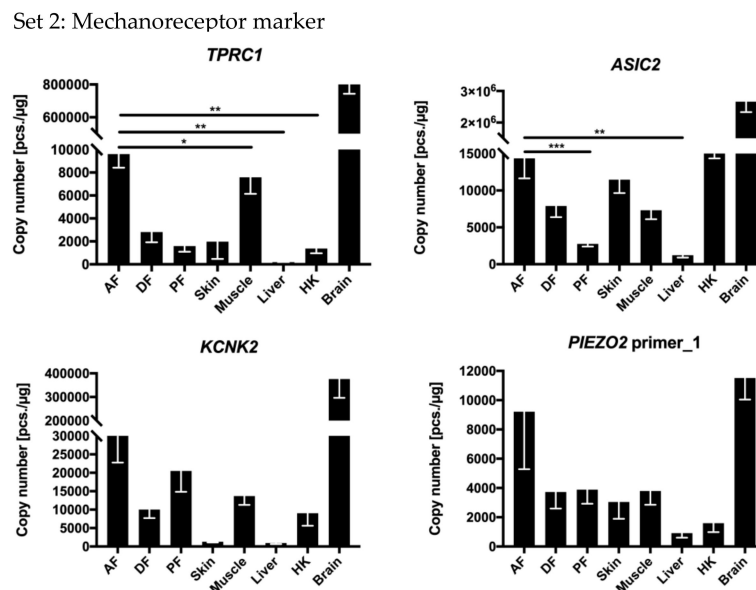 Set 2: Mechanoreceptor marker
TPRC1
Copy number [pcs./µg]
800000
600000
10000
8000
6000
4000
2000
0
**
**
*
AF DF PF Skin Muscle Liver HK Brain
ASIC2
Copy number [pcs./µg]
3×10⁶
2×10⁶
15000
10000
5000
0
**
***
AF DF PF Skin Muscle Liver HK Brain
KCNK2
Copy number [pcs./µg]
400000
300000
200000
100000
30000
25000
20000
15000
10000
5000
0
AF DF PF Skin Muscle Liver HK Brain
PIEZO2 primer_1
Copy number [pcs./µg]
12000
10000
8000
6000
4000
2000
0
AF DF PF Skin Muscle Liver HK Brain